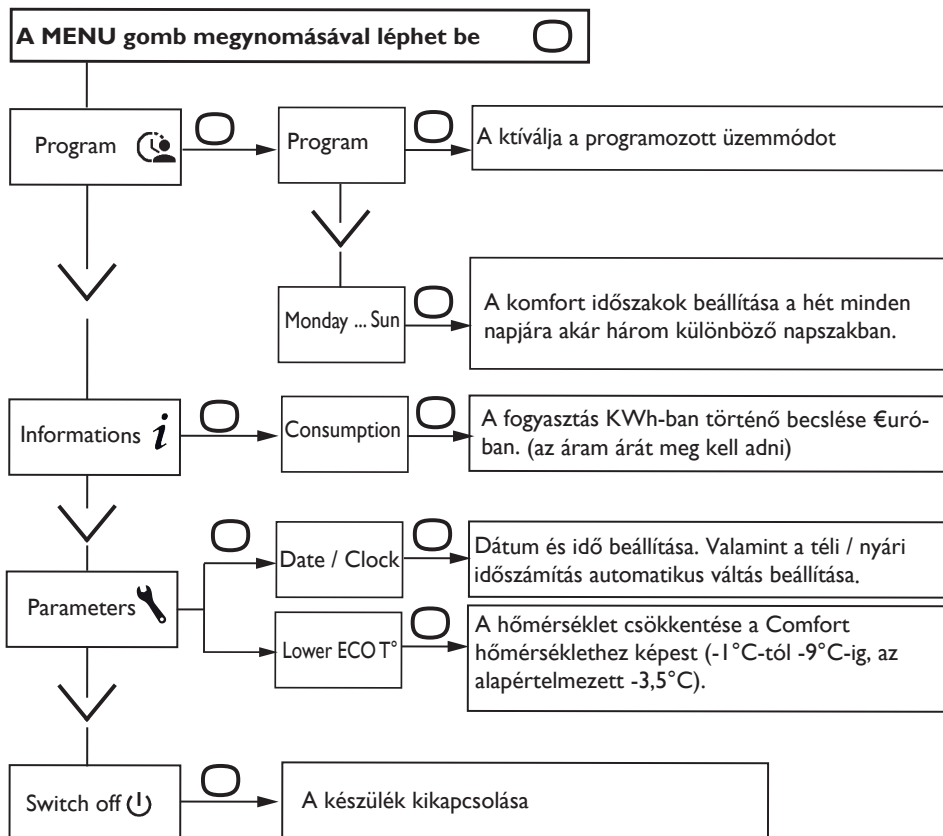 A MENU gomb megynomásával léphet be
Program
Program
A ktíválja a programozott üzemmódot
Monday ... Sun
A komfort időszakok beállítása a hét minden
napjára akár három különböző napszakban.
Informations i
Consumption
A fogyasztás KWh-ban történő becslése €uró-
ban. (az áram árát meg kell adni)
Parameters
Date / Clock
Dátum és idő beállítása. Valamint a téli / nyári
időszámítás automatikus váltás beállítása.
Lower ECO T°
A hőmérséklet csökkentése a Comfort
hőmérséklethez képest (-1°C-tól -9°C-ig, az
alapértelmezett -3,5°C).
Switch off
A készülék kikapcsolása